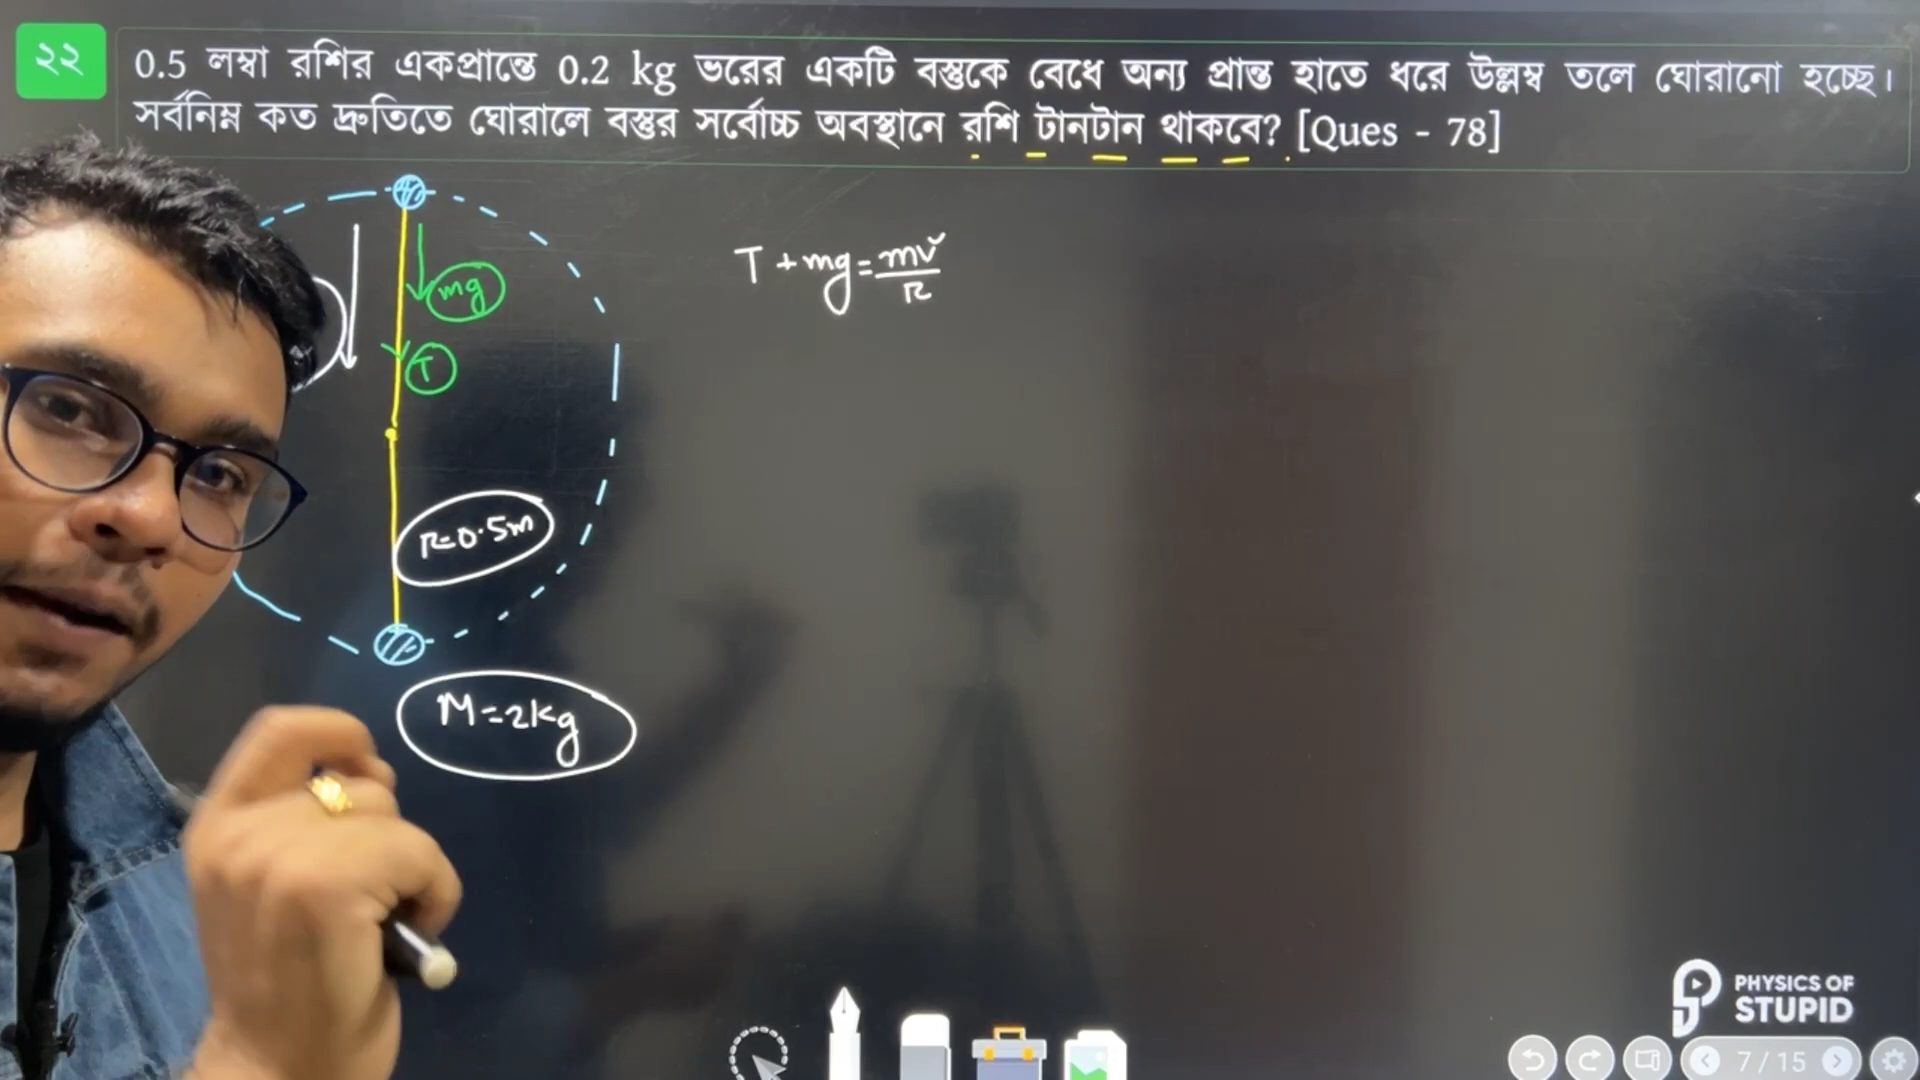 ২২
0.5 লম্বা রশির একপ্রান্তে 0.2 kg ভরের একটি বস্তুকে বেধে অন্য প্রান্ত হাতে ধরে উল্লম্ব তলে ঘোরানো হচ্ছে।
সর্বনিম্ন কত দ্রুতিতে ঘোরালে বস্তুর সর্বোচ্চ অবস্থানে রশি টানটান থাকবে? [Ques - 78]
T + mg = mv²/r
mg
T
r=0.5m
M=2kg
PHYSICS OF
STUPID
7 / 15